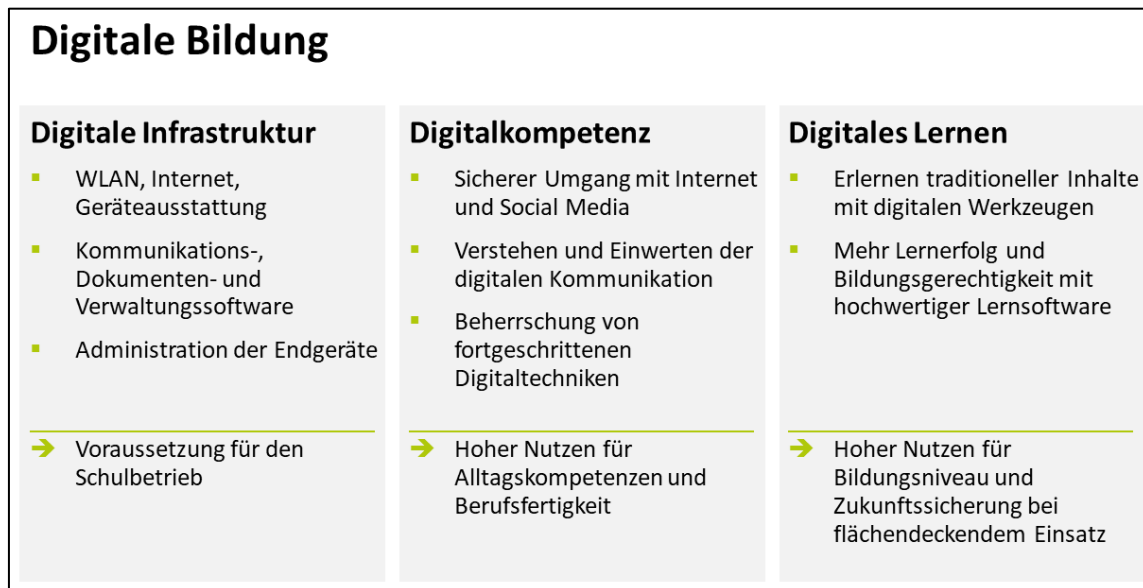 Digitale Bildung
Digitale Infrastruktur
WLAN, Internet,
Geräteausstattung
Kommunikations-,
Dokumenten- und
Verwaltungssoftware
Administration der Endgeräte
Voraussetzung für den
Schulbetrieb
Digitalkompetenz
Sicherer Umgang mit Internet
und Social Media
Verstehen und Einwerten der
digitalen Kommunikation
Beherrschung von
fortgeschrittenen
Digitaltechniken
Hoher Nutzen für
Alltagskompetenzen und
Berufsfertigkeit
Digitales Lernen
Erlernen traditioneller Inhalte
mit digitalen Werkzeugen
Mehr Lernerfolg und
Bildungsgerechtigkeit mit
hochwertiger Lernsoftware
Hoher Nutzen für
Bildungsniveau und
Zukunftssicherung bei
flächendeckendem Einsatz